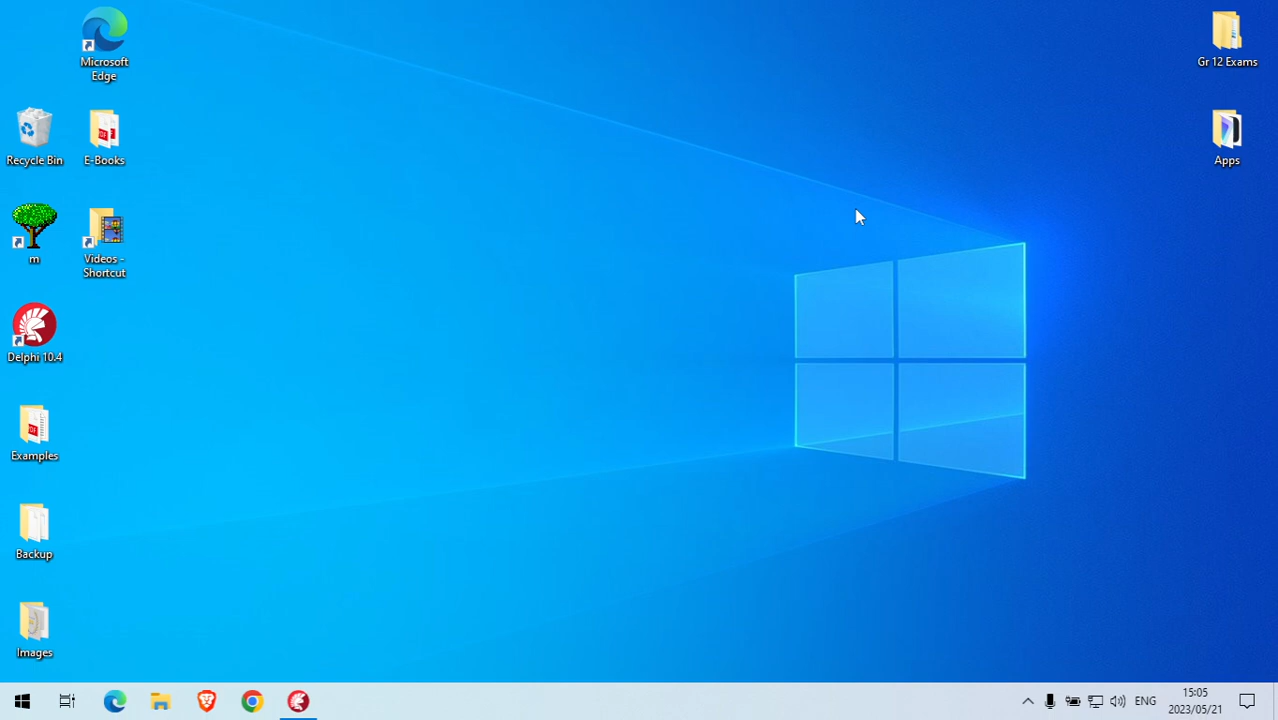 Microsoft
Edge
Gr 12 Exams
Recycle Bin
E-Books
Apps
m
Videos -
Shortcut
Delphi 10.4
Examples
Backup
Images
ENG
15:05
2023/05/21